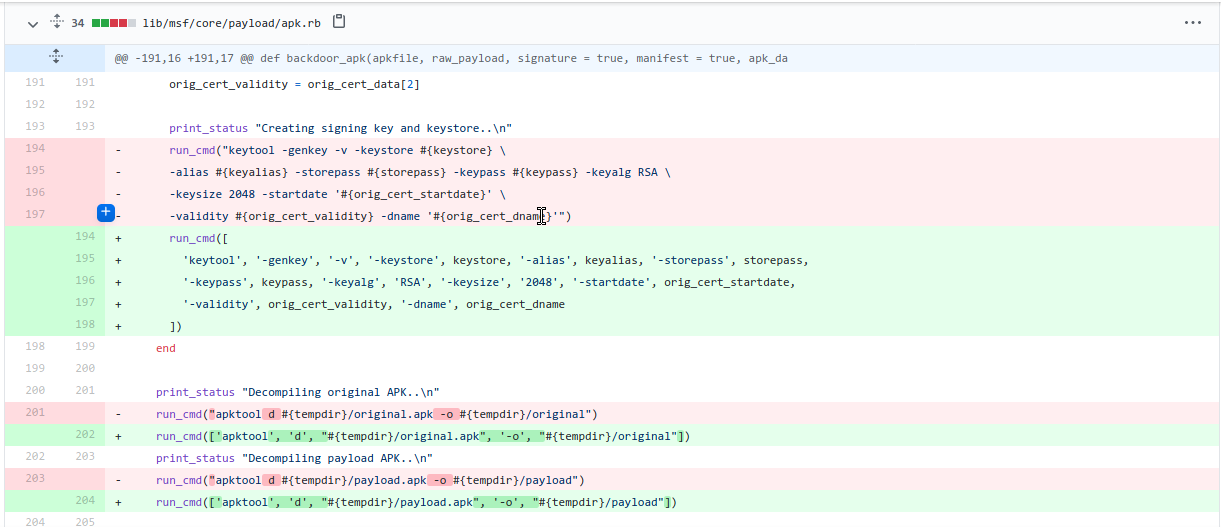 34 lib/msf/core/payload/apk.rb
@@ -191,16 +191,17 @@ def backdoor_apk(apkfile, raw_payload, signature = true, manifest = true, apk_da
191 191 orig_cert_validity = orig_cert_data[2]
192 192
193 193 print_status "Creating signing key and keystore..\n"
194 - run_cmd("keytool -genkey -v -keystore #{keystore} \
195 - -alias #{keyalias} -storepass #{storepass} -keypass #{keypass} -keyalg RSA \
196 - -keysize 2048 -startdate '#{orig_cert_startdate}' \
197 - -validity #{orig_cert_validity} -dname '#{orig_cert_dname}'")
194 + run_cmd([
195 + 'keytool', '-genkey', '-v', '-keystore', keystore, '-alias', keyalias, '-storepass', storepass,
196 + '-keypass', keypass, '-keyalg', 'RSA', '-keysize', '2048', '-startdate', orig_cert_startdate,
197 + '-validity', orig_cert_validity, '-dname', orig_cert_dname
198 + ])
198 199 end
199 200
200 201 print_status "Decompiling original APK..\n"
201 - run_cmd("apktool d #{tempdir}/original.apk -o #{tempdir}/original")
202 + run_cmd(['apktool', 'd', "#{tempdir}/original.apk", '-o', "#{tempdir}/original"])
202 203 print_status "Decompiling payload APK..\n"
203 - run_cmd("apktool d #{tempdir}/payload.apk -o #{tempdir}/payload")
204 + run_cmd(['apktool', 'd', "#{tempdir}/payload.apk", '-o', "#{tempdir}/payload"])
204 205